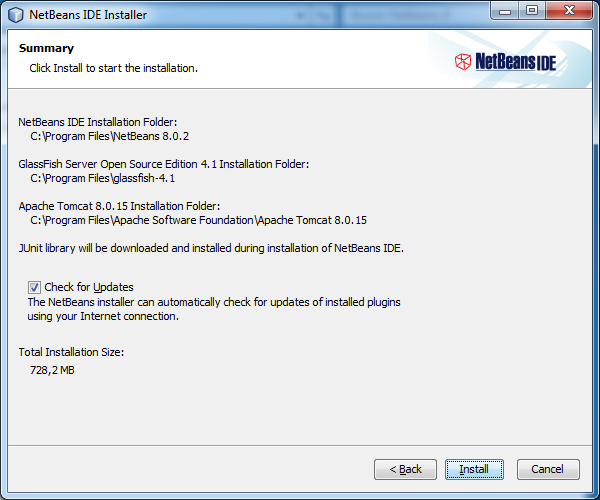 NetBeans IDE Installer
Summary
Click Install to start the installation.
NetBeans IDE
NetBeans IDE Installation Folder:
C:\Program Files\NetBeans 8.0.2
GlassFish Server Open Source Edition 4.1 Installation Folder:
C:\Program Files\glassfish-4.1
Apache Tomcat 8.0.15 Installation Folder:
C:\Program Files\Apache Software Foundation\Apache Tomcat 8.0.15
JUnit library will be downloaded and installed during installation of NetBeans IDE.
Check for Updates
The NetBeans installer can automatically check for updates of installed plugins
using your Internet connection.
Total Installation Size:
728,2 MB
< Back Install Cancel